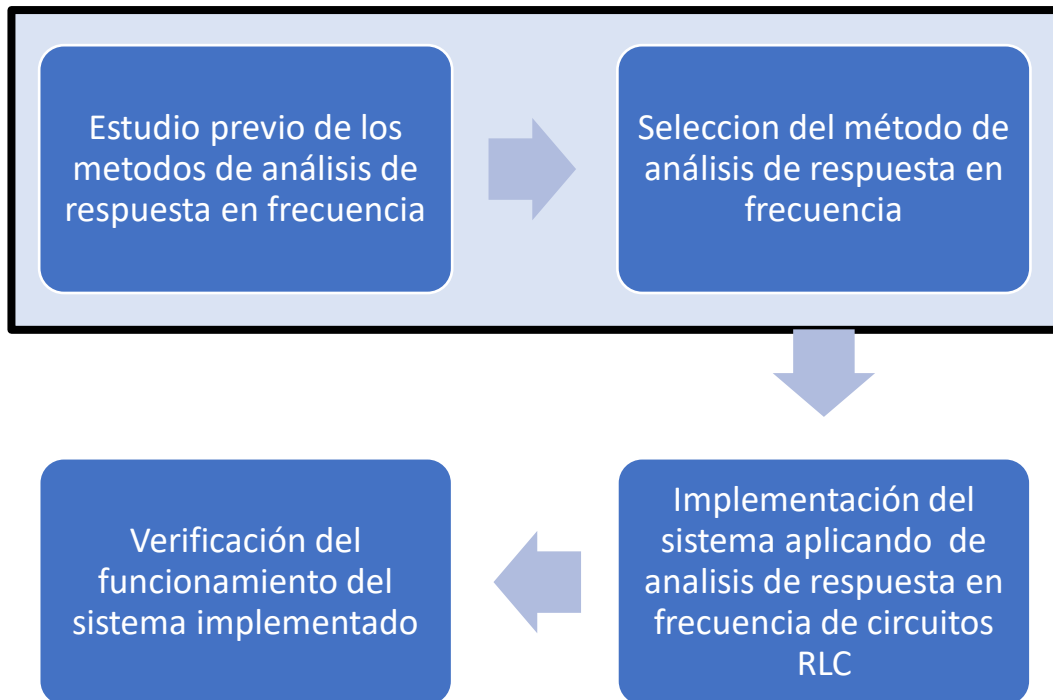 Estudio previo de los
metodos de análisis de
respuesta en frecuencia
Seleccion del método de
análisis de respuesta en
frecuencia
Implementación del
sistema aplicando de
analisis de respuesta en
frecuencia de circuitos
RLC
Verificación del
funcionamiento del
sistema implementado